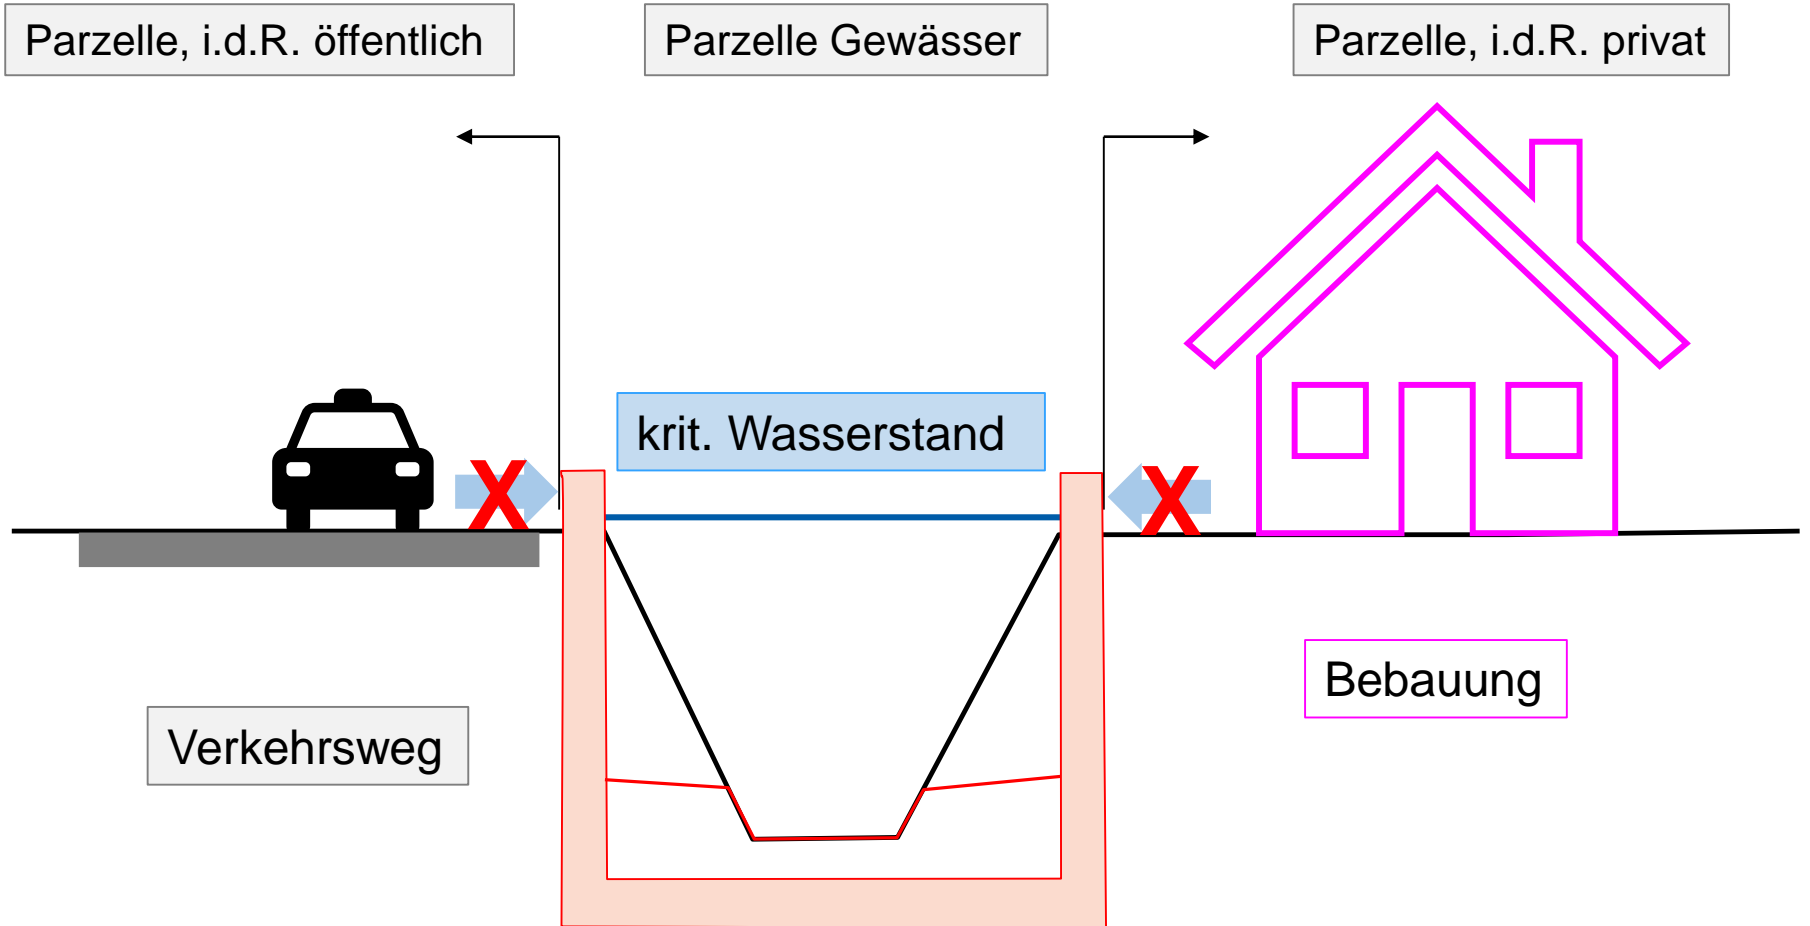 Parzelle, i.d.R. öffentlich
Parzelle Gewässer
Parzelle, i.d.R. privat
krit. Wasserstand
X
X
Bebauung
Verkehrsweg